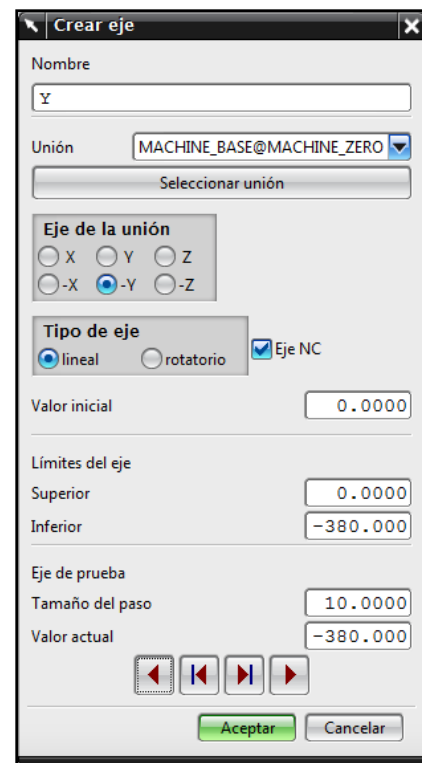 Crear eje
Nombre
Y
Unión MACHINE_BASE@MACHINE_ZERO
Seleccionar unión
Eje de la unión
X Y Z
-X -Y -Z
Tipo de eje
lineal rotatorio Eje NC
Valor inicial 0.0000
Límites del eje
Superior 0.0000
Inferior -380.000
Eje de prueba
Tamaño del paso 10.0000
Valor actual -380.000
Aceptar Cancelar